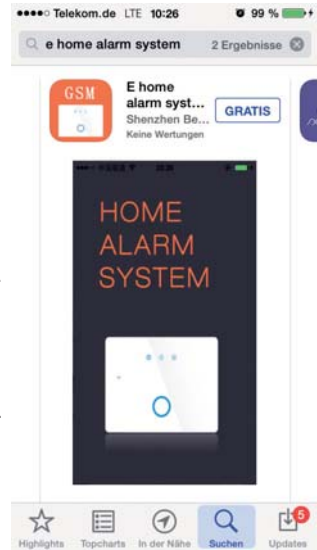 Telekom.de LTE 10:26 99 %
e home alarm system 2 Ergebnisse
GSM
E home
alarm syst...
Shenzhen Be...
Keine Wertungen
GRATIS
HOME
ALARM
SYSTEM
5
Highlights Topcharts In der Nähe Suchen Updates